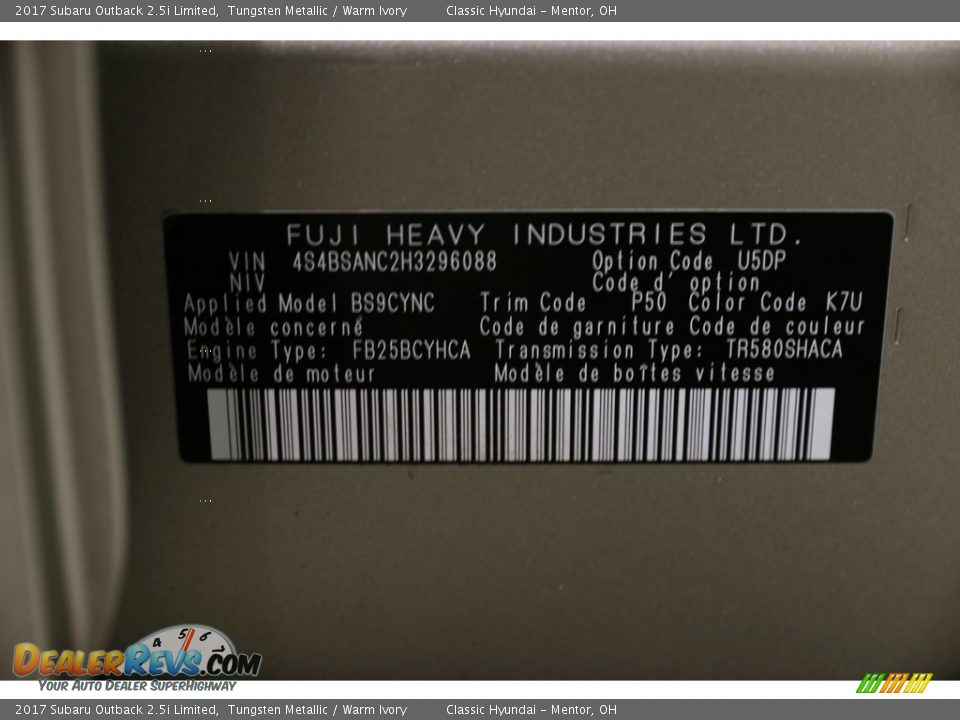 2017 Subaru Outback 2.5i Limited, Tungsten Metallic / Warm Ivory Classic Hyundai - Mentor, OH
FUJI HEAVY INDUSTRIES LTD.
VIN 4S4BSANC2H3296088 Option Code U5DP
NIV Code d'option
Applied Model BS9CYNC Trim Code P50 Color Code K7U
Modèle concerné Code de garniture Code de couleur
Engine Type: FB25BCYHCA Transmission Type: TR580SHACA
Modèle de moteur Modèle de boîtes vitesse
4 5 6
DEALERREVS.COM
YOUR AUTO DEALER SUPERHIGHWAY
2017 Subaru Outback 2.5i Limited, Tungsten Metallic / Warm Ivory Classic Hyundai - Mentor, OH